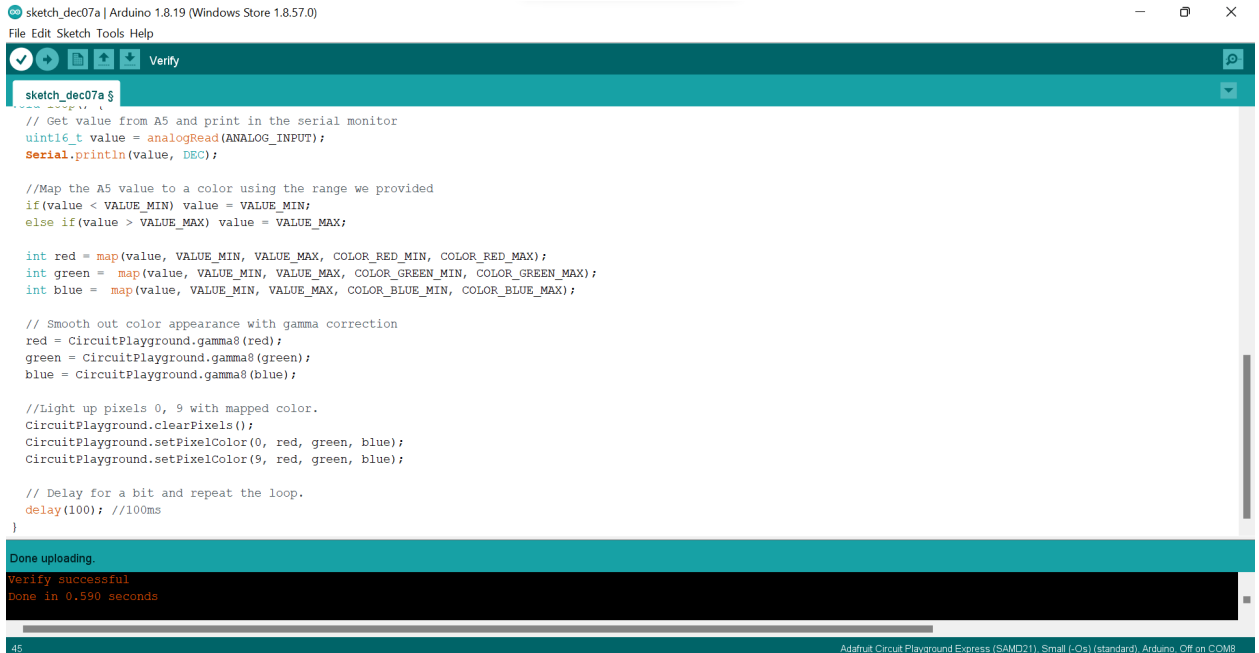 sketch_dec07a | Arduino 1.8.19 (Windows Store 1.8.57.0)
File Edit Sketch Tools Help
Verify
sketch_dec07a §
void loop() {
  // Get value from A5 and print in the serial monitor
  uint16_t value = analogRead(ANALOG_INPUT);
  Serial.println(value, DEC);

  //Map the A5 value to a color using the range we provided
  if(value < VALUE_MIN) value = VALUE_MIN;
  else if(value > VALUE_MAX) value = VALUE_MAX;

  int red = map(value, VALUE_MIN, VALUE_MAX, COLOR_RED_MIN, COLOR_RED_MAX);
  int green =  map(value, VALUE_MIN, VALUE_MAX, COLOR_GREEN_MIN, COLOR_GREEN_MAX);
  int blue =  map(value, VALUE_MIN, VALUE_MAX, COLOR_BLUE_MIN, COLOR_BLUE_MAX);

  // Smooth out color appearance with gamma correction
  red = CircuitPlayground.gamma8(red);
  green = CircuitPlayground.gamma8(green);
  blue = CircuitPlayground.gamma8(blue);

  //Light up pixels 0, 9 with mapped color.
  CircuitPlayground.clearPixels();
  CircuitPlayground.setPixelColor(0, red, green, blue);
  CircuitPlayground.setPixelColor(9, red, green, blue);

  // Delay for a bit and repeat the loop.
  delay(100); //100ms
}
Done uploading.
Verify successful
Done in 0.590 seconds
45
Adafruit Circuit Playground Express (SAMD21), Small (-Os) (standard), Arduino, Off on COM8